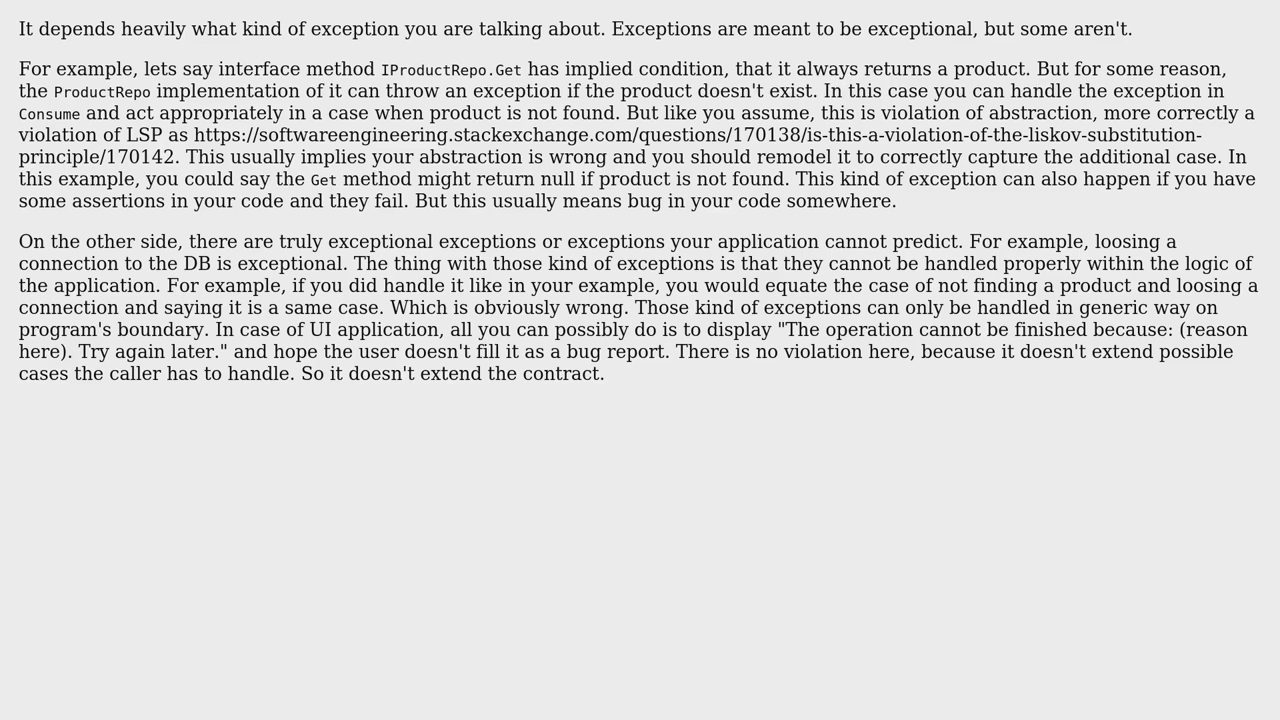 It depends heavily what kind of exception you are talking about. Exceptions are meant to be exceptional, but some aren't.
For example, lets say interface method IProductRepo.Get has implied condition, that it always returns a product. But for some reason,
the ProductRepo implementation of it can throw an exception if the product doesn't exist. In this case you can handle the exception in
Consume and act appropriately in a case when product is not found. But like you assume, this is violation of abstraction, more correctly a
violation of LSP as https://softwareengineering.stackexchange.com/questions/170138/is-this-a-violation-of-the-liskov-substitution-
principle/170142. This usually implies your abstraction is wrong and you should remodel it to correctly capture the additional case. In
this example, you could say the Get method might return null if product is not found. This kind of exception can also happen if you have
some assertions in your code and they fail. But this usually means bug in your code somewhere.
On the other side, there are truly exceptional exceptions or exceptions your application cannot predict. For example, loosing a
connection to the DB is exceptional. The thing with those kind of exceptions is that they cannot be handled properly within the logic of
the application. For example, if you did handle it like in your example, you would equate the case of not finding a product and loosing a
connection and saying it is a same case. Which is obviously wrong. Those kind of exceptions can only be handled in generic way on
program's boundary. In case of UI application, all you can possibly do is to display "The operation cannot be finished because: (reason
here). Try again later." and hope the user doesn't fill it as a bug report. There is no violation here, because it doesn't extend possible
cases the caller has to handle. So it doesn't extend the contract.